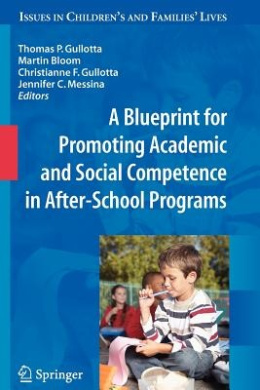 ISSUES IN CHILDREN'S AND FAMILIES' LIVES
Thomas P. Gullotta
Martin Bloom
Christianne F. Gullotta
Jennifer C. Messina
Editors
A Blueprint for
Promoting Academic
and Social Competence
in After-School Programs
Springer